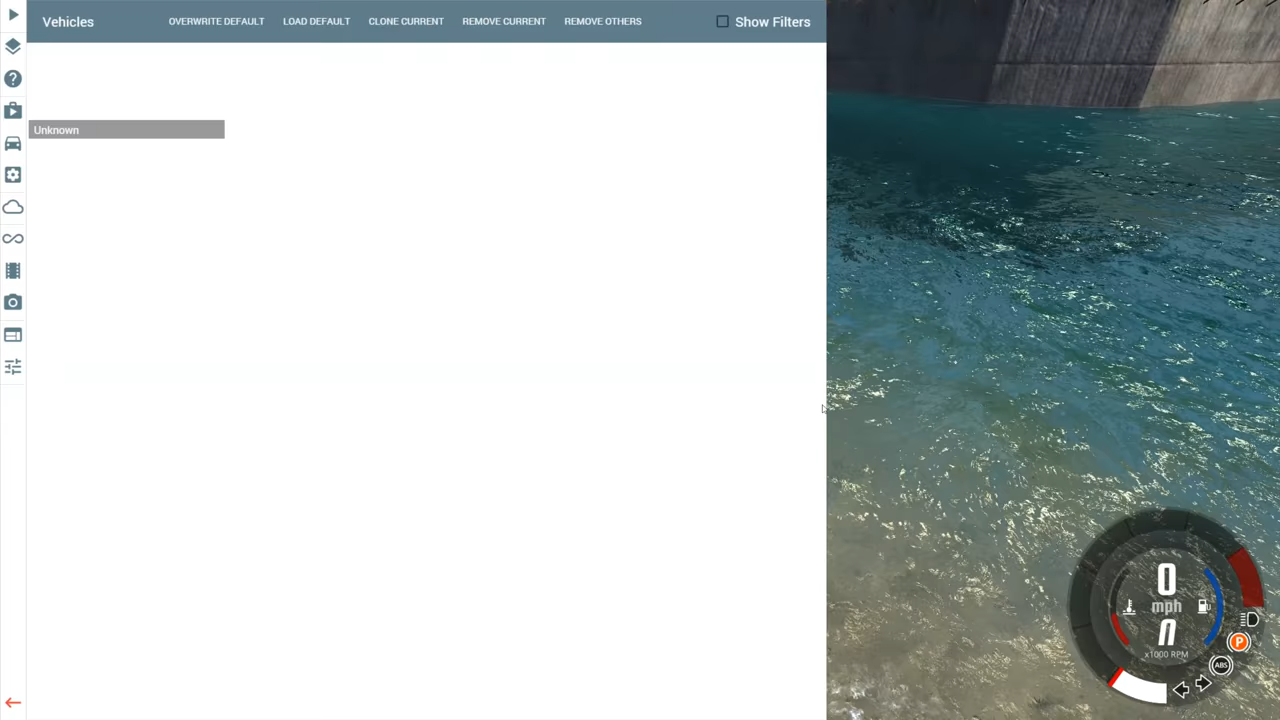 Vehicles
OVERWRITE DEFAULT
LOAD DEFAULT
CLONE CURRENT
REMOVE CURRENT
REMOVE OTHERS
Show Filters
Unknown
0
mph
n
x1000 RPM
P
ABS